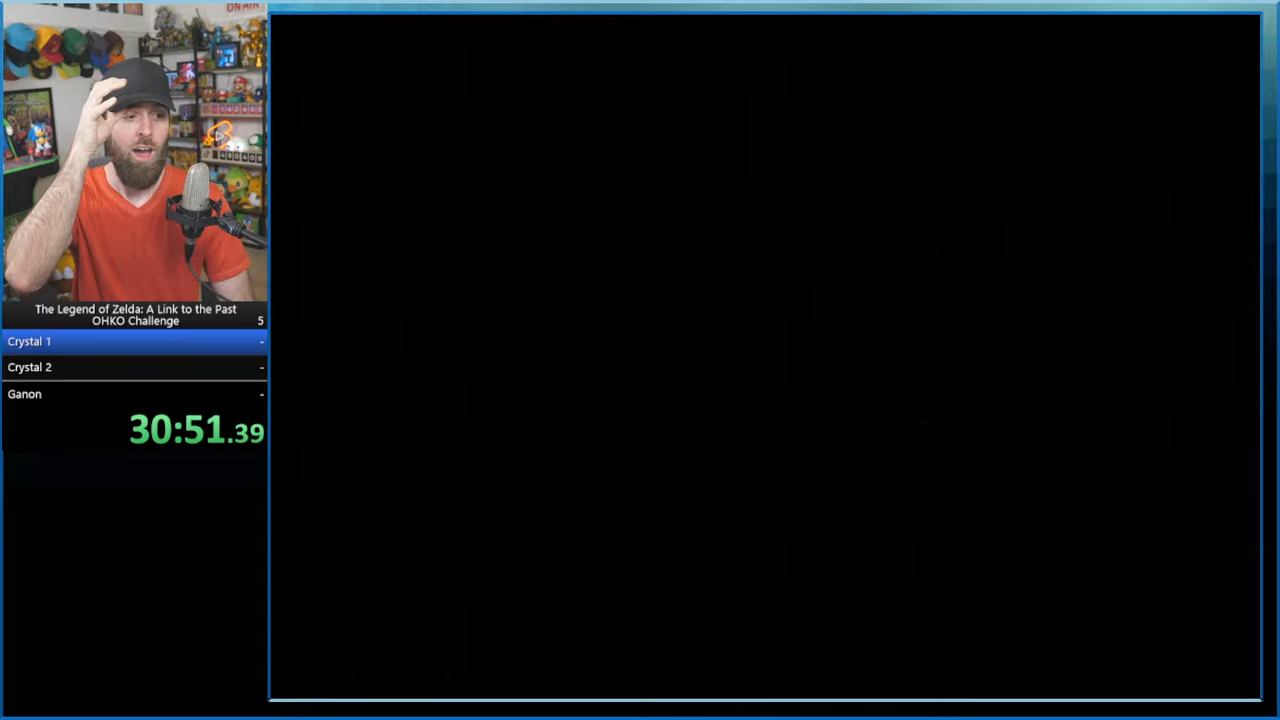 ON AIR
The Legend of Zelda: A Link to the Past
OHKO Challenge 5
Crystal 1 -
Crystal 2 -
Ganon -
30:51.39